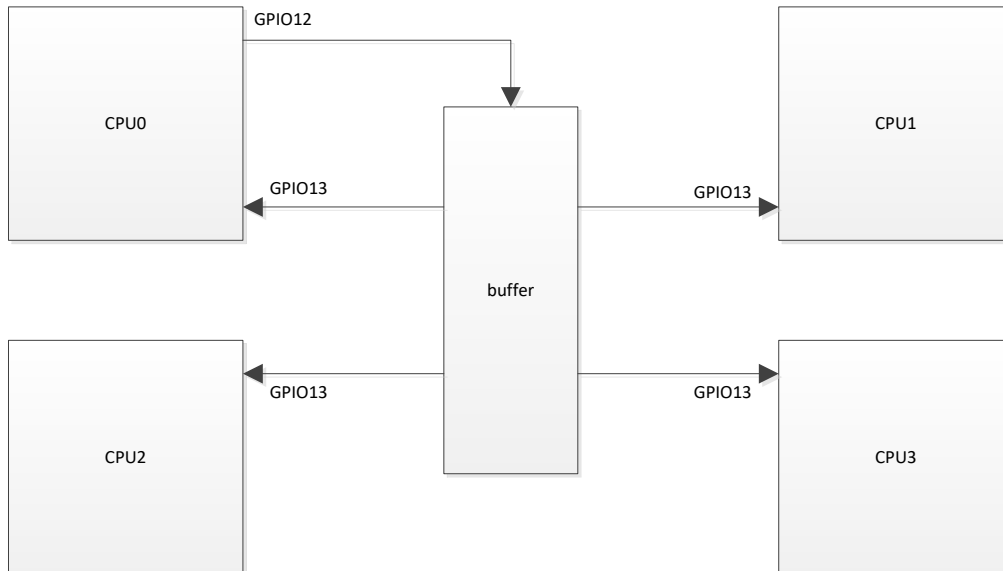 GPIO12
CPU0
CPU1
GPIO13
GPIO13
buffer
GPIO13
GPIO13
CPU2
CPU3